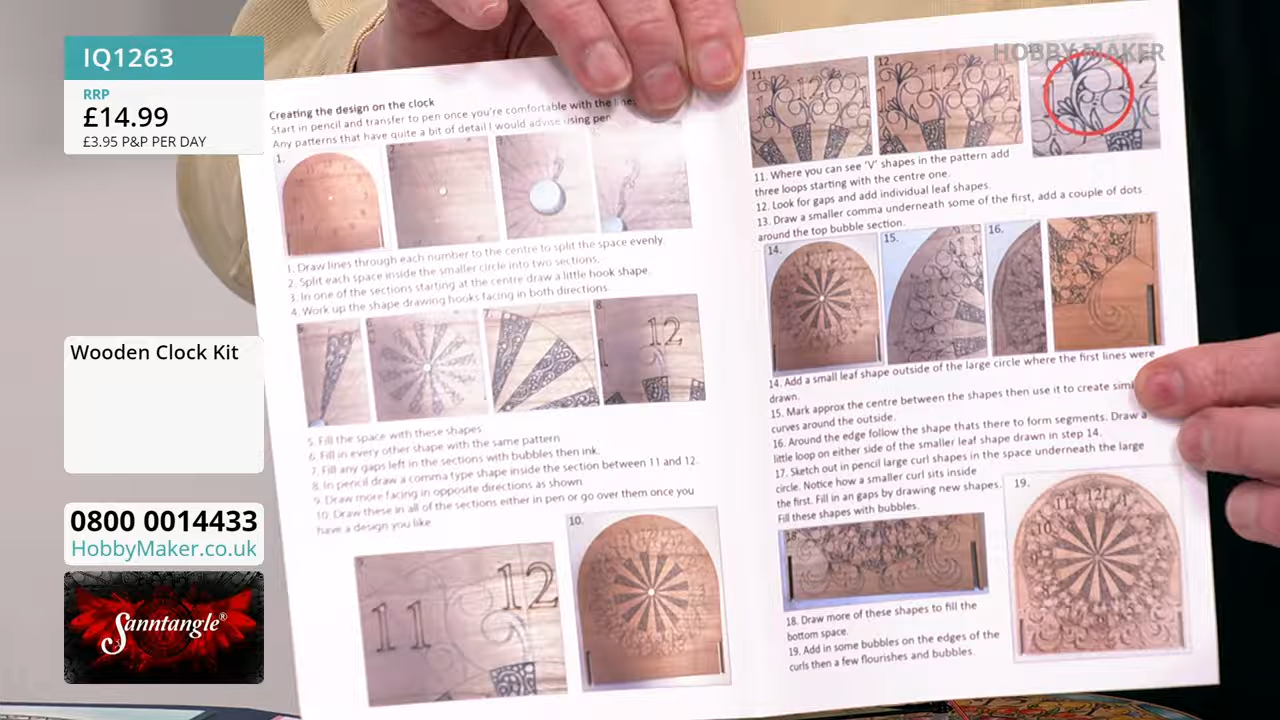 IQ1263
RRP
£14.99
£3.95 P&P PER DAY
Wooden Clock Kit
0800 0014433
HobbyMaker.co.uk
Sanntangle®
HOBBY MAKER
Creating the design on the clock
Start in pencil and transfer to pen once you're comfortable with the
Any patterns that have quite a bit of detail I would advise using pen
1.
1. Draw lines through each number to the centre to split the space evenly.
2. Split each space inside the smaller circle into two sections.
3. In one of the sections starting at the centre draw a little hook shape.
4. Work up the shape drawing hooks facing in both directions.
7.
8.
12
5. Fill the space with these shapes
6. Fill in every other shape with the same pattern
7. Fill any gaps left in the sections with bubbles then ink.
8. In pencil draw a comma type shape inside the section between 11 and 12.
9. Draw more facing in opposite directions as shown
10. Draw these in all of the sections either in pen or go over them once you
have a design you like
11 12
10.
11.
12.
11. Where you can see 'V' shapes in the pattern add
three loops starting with the centre one.
12. Look for gaps and add individual leaf shapes.
13. Draw a smaller comma underneath some of the first, add a couple of dots
around the top bubble section.
14.
15.
16.
17.
14. Add a small leaf shape outside of the large circle where the first lines were
drawn.
15. Mark approx the centre between the shapes then use it to create
curves around the outside.
16. Around the edge follow the shape thats there to form segments. Draw a
little loop on either side of the smaller leaf shape drawn in step 14.
17. Sketch out in pencil large curl shapes in the space underneath the large
circle. Notice how a smaller curl sits inside
the first. Fill in an gaps by drawing new shapes.
Fill these shapes with bubbles.
18
19.
18. Draw more of these shapes to fill the
bottom space.
19. Add in some bubbles on the edges of the
curls then a few flourishes and bubbles.